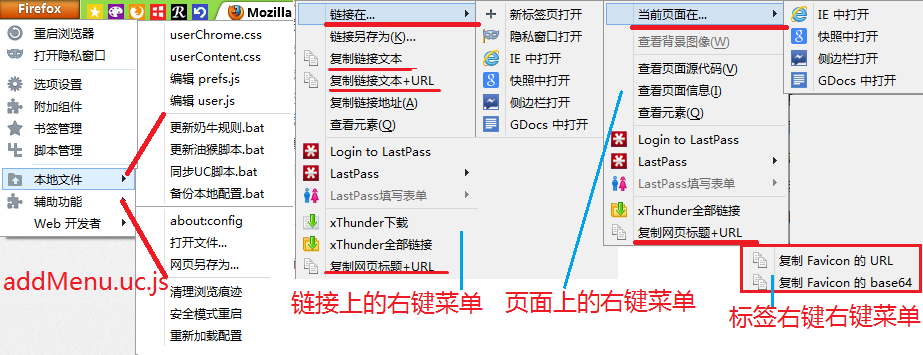 Firefox
Mozilla
重启浏览器
打开隐私窗口
选项设置
附加组件
书签管理
脚本管理
本地文件
辅助功能
Web 开发者
addMenu.uc.js
userChrome.css
userContent.css
编辑 prefs.js
编辑 user.js
更新奶牛规则.bat
更新油猴脚本.bat
同步UC脚本.bat
备份本地配置.bat
about:config
打开文件...
网页另存为...
清理浏览痕迹
安全模式重启
重新加载配置
链接在...
链接另存为(K)...
复制链接文本
复制链接文本+URL
复制链接地址(A)
查看元素(Q)
Login to LastPass
LastPass
LastPass填写表单
xThunder下载
xThunder全部链接
复制网页标题+URL
链接上的右键菜单
新标签页打开
隐私窗口打开
IE 中打开
快照中打开
侧边栏打开
GDocs 中打开
当前页面在...
查看背景图像(W)
查看页面源代码(V)
查看页面信息(I)
查看元素(Q)
Login to LastPass
LastPass
LastPass填写表单
xThunder全部链接
复制网页标题+URL
页面上的右键菜单
IE 中打开
快照中打开
侧边栏打开
GDocs 中打开
复制 Favicon 的 URL
复制 Favicon 的 base64
标签右键右键菜单